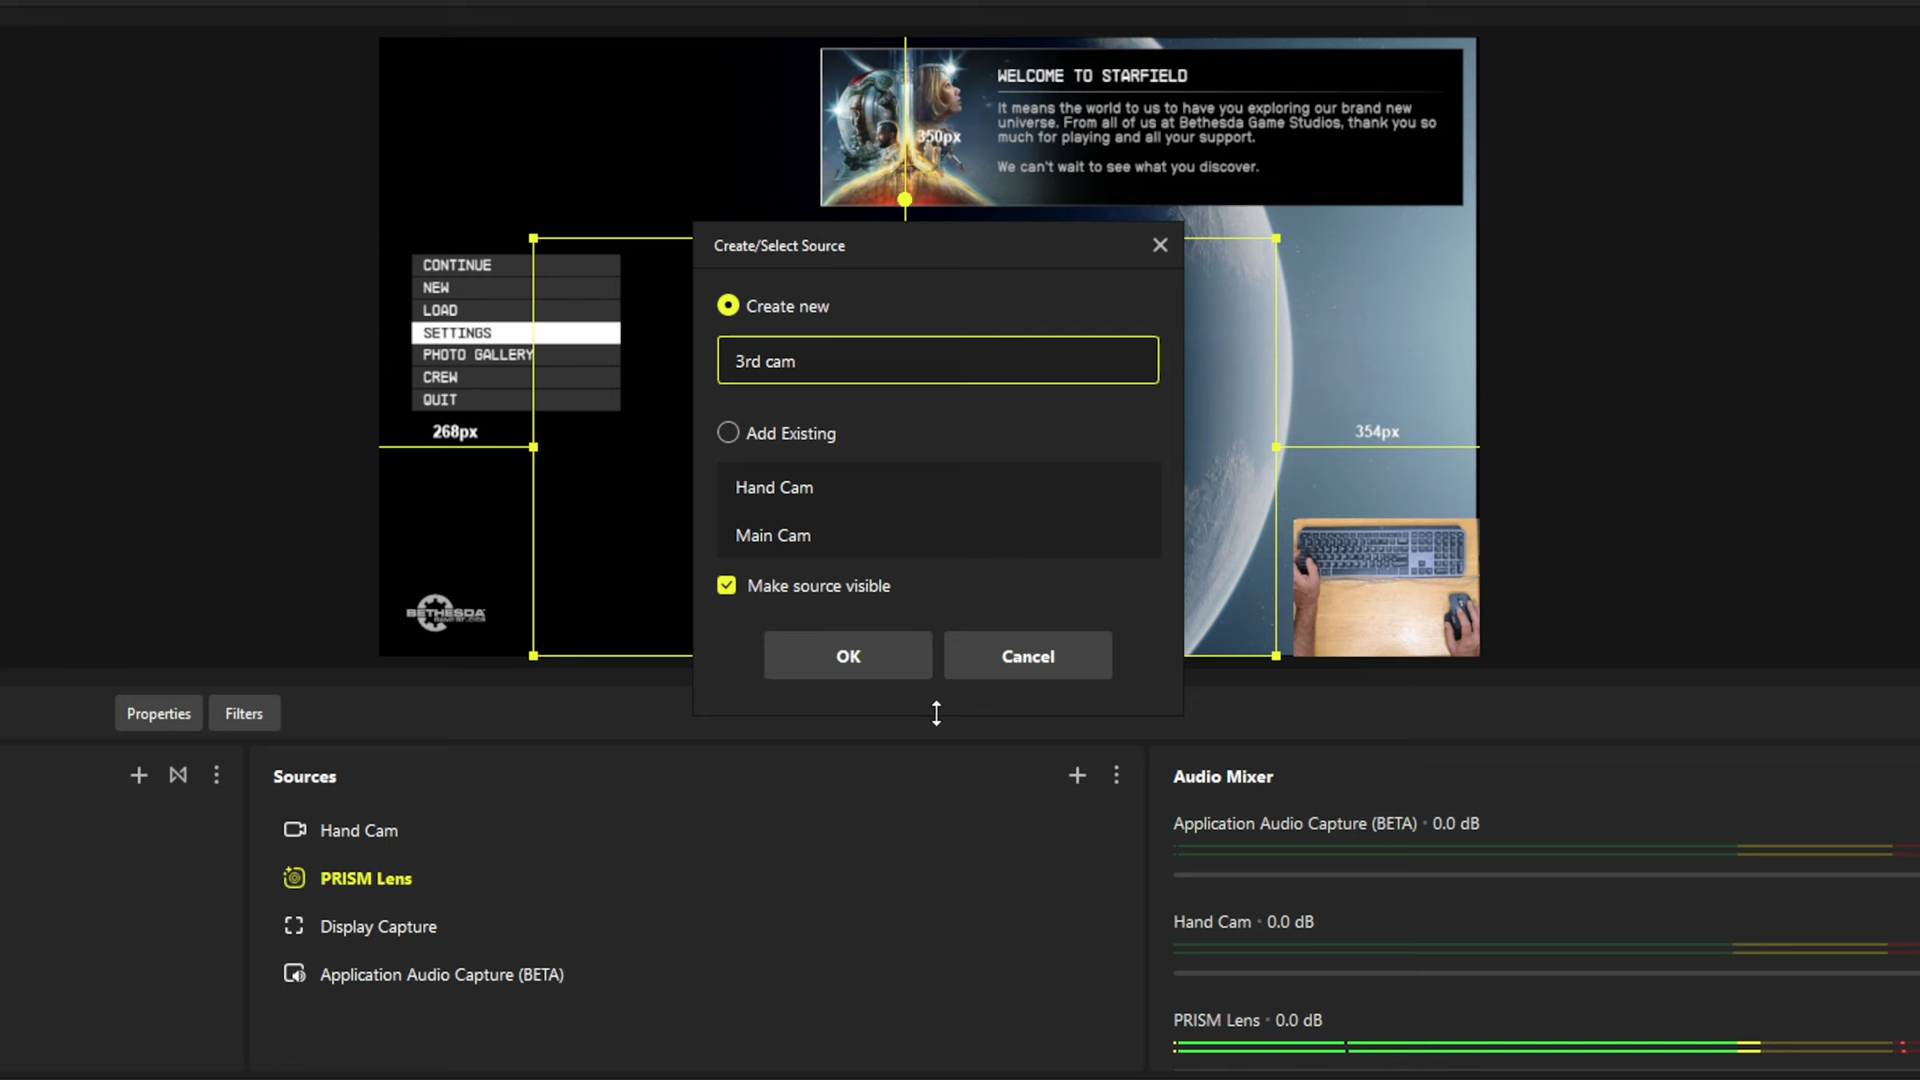 WELCOME TO STARFIELD
It means the world to us to have you exploring our brand new
universe. From all of us at Bethesda Game Studios, thank you so
much for playing and all your support.
We can't wait to see what you discover.
350px
Create/Select Source
Create new
3rd cam
Add Existing
Hand Cam
Main Cam
Make source visible
OK
Cancel
CONTINUE
NEW
LOAD
SETTINGS
PHOTO GALLERY
CREW
QUIT
268px
354px
BETHESDA
GAME STUDIOS
Properties
Filters
Sources
Hand Cam
PRISM Lens
Display Capture
Application Audio Capture (BETA)
Audio Mixer
Application Audio Capture (BETA) • 0.0 dB
Hand Cam • 0.0 dB
PRISM Lens • 0.0 dB